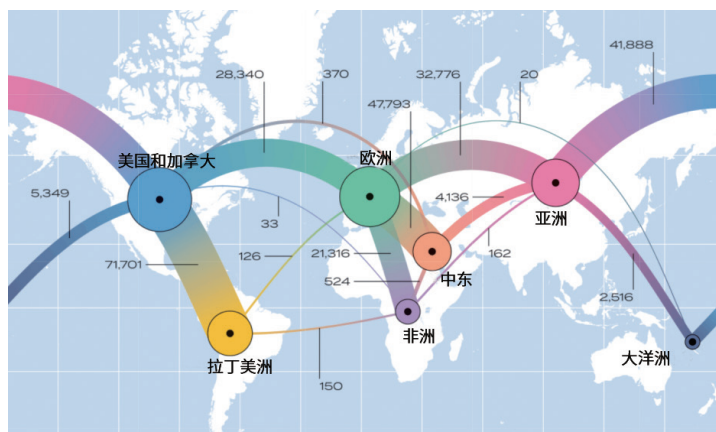 41,888
28,340
370
32,776
20
47,793
美国和加拿大
欧洲
5,349
33
4,136
亚洲
126
21,316
162
71,701
524
中东
2,516
非洲
拉丁美洲
大洋洲
150